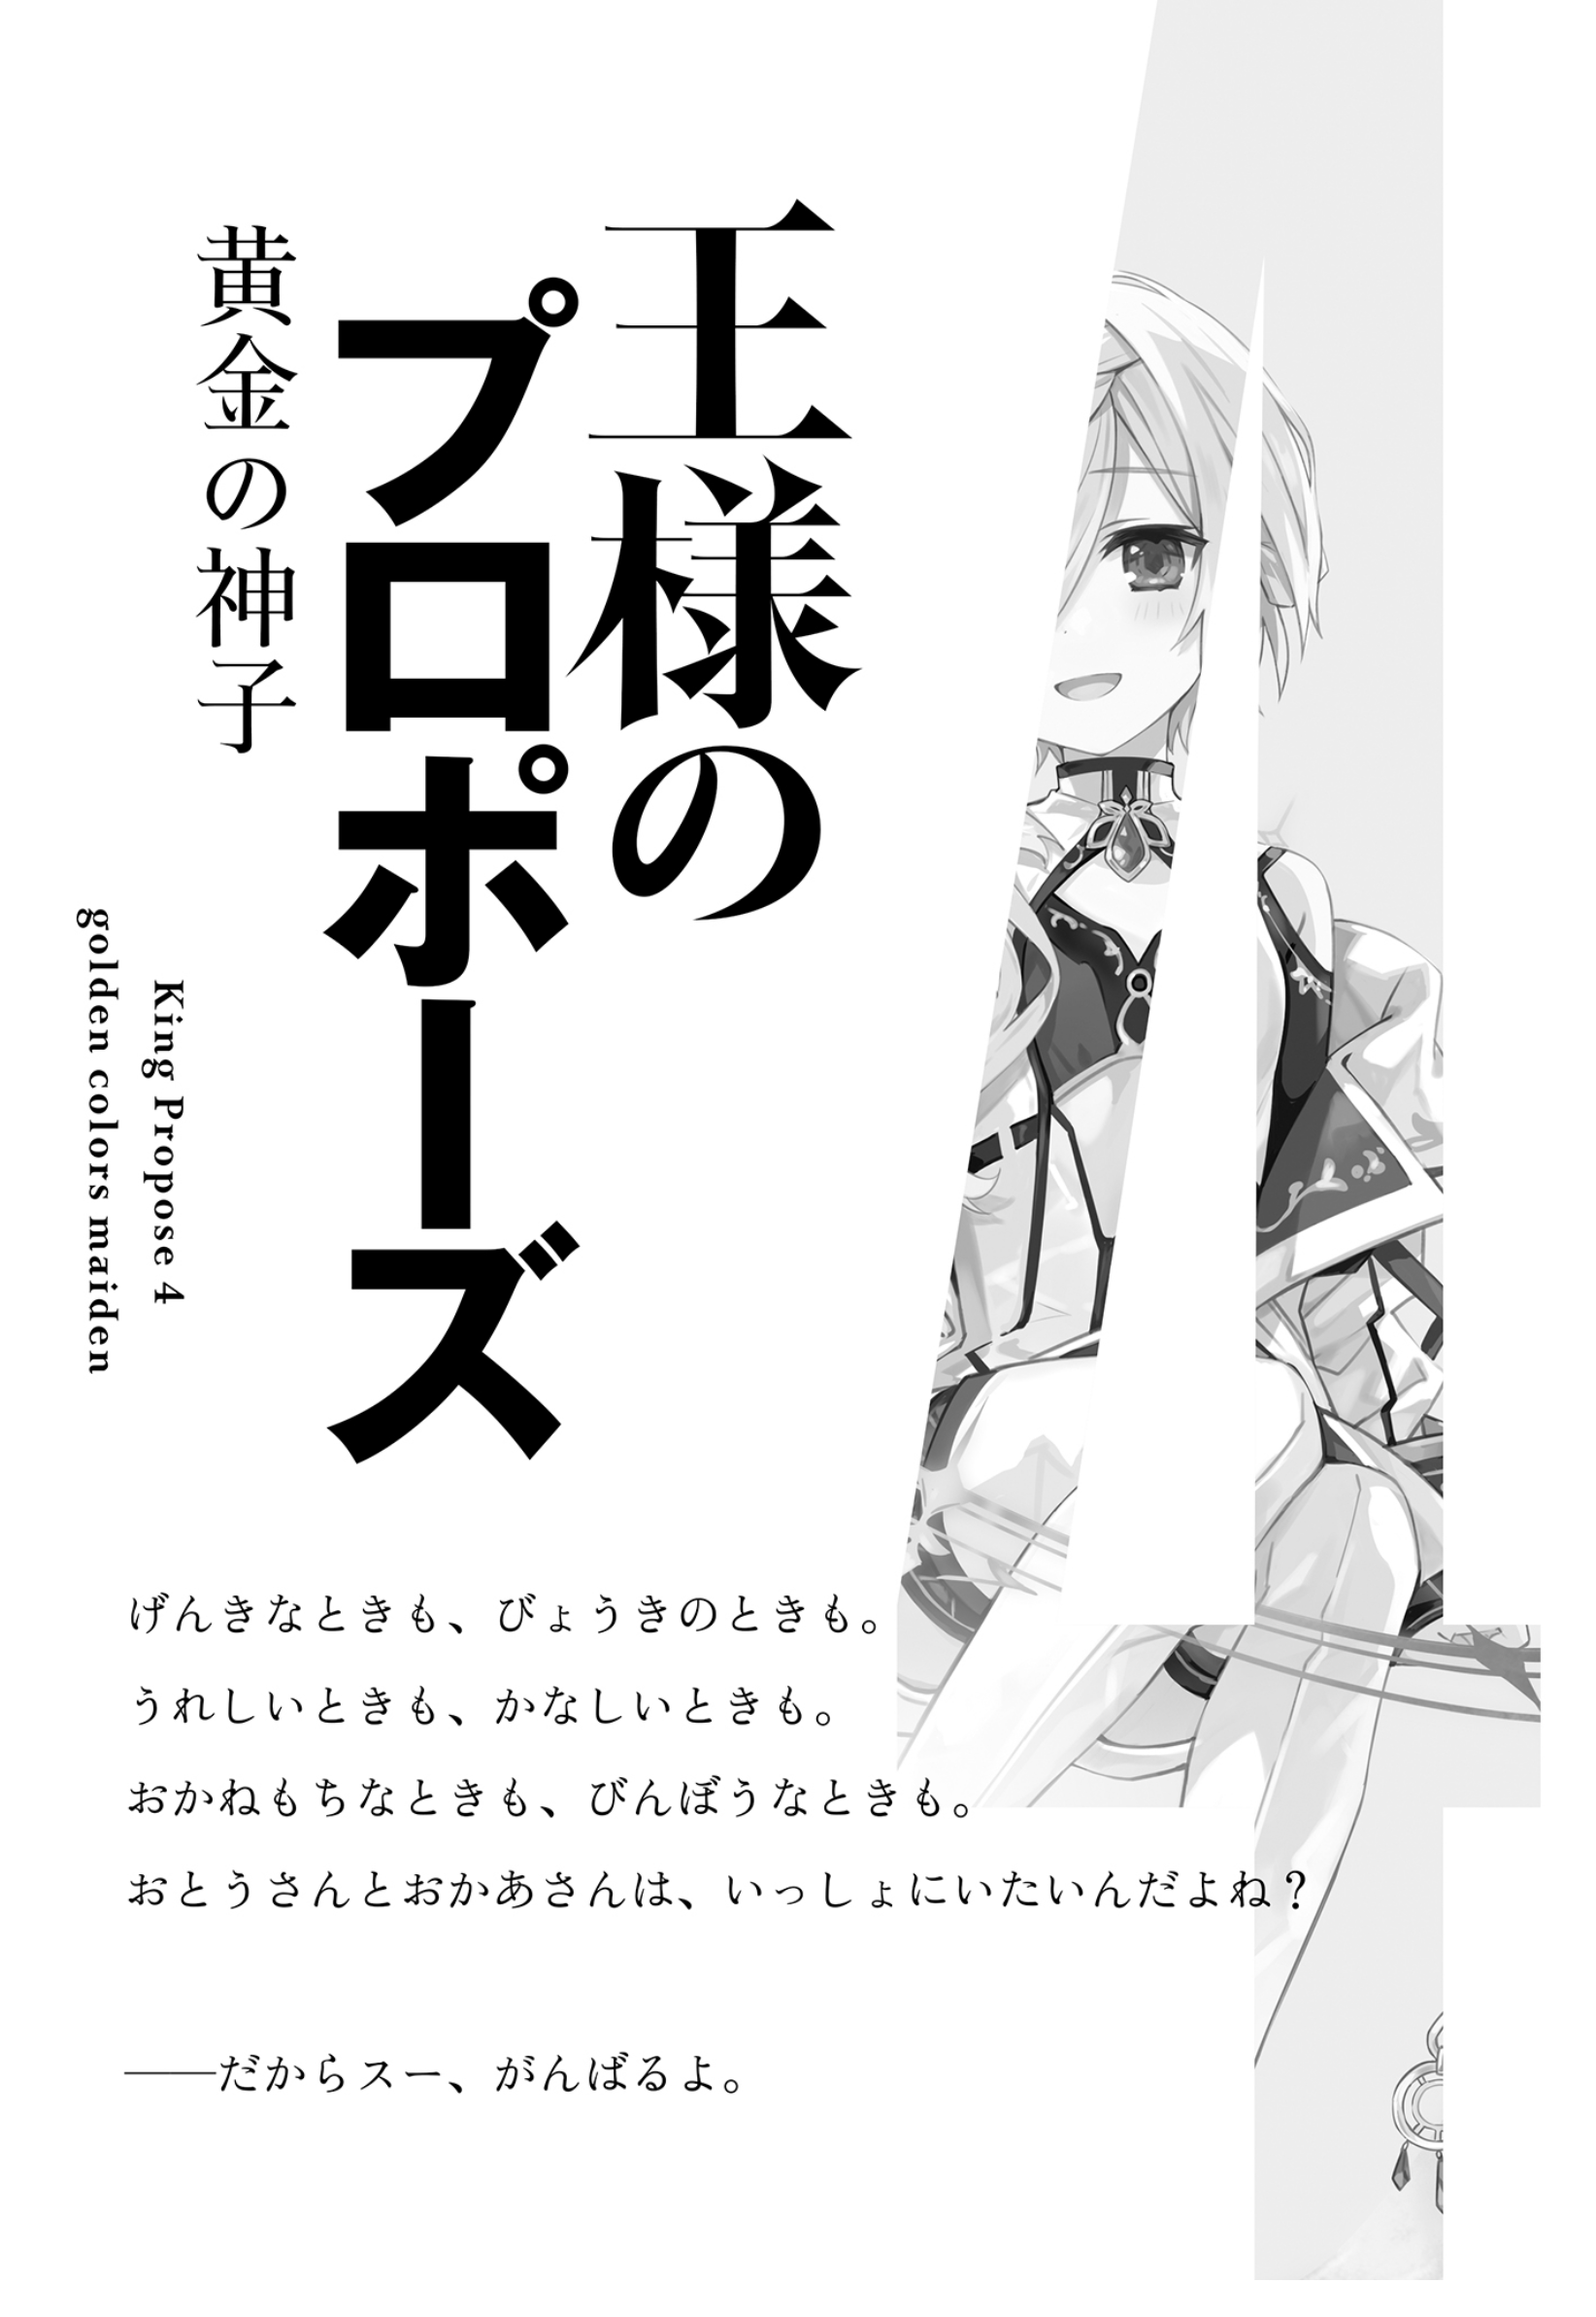 王様の
プロポーズ
黄金の神子
King Propose 4
golden colors maiden
げんきなときも、びょうきのときも。
うれしいときも、かなしいときも。
おかねもちなときも、びんぼうなときも。
おとうさんとおかあさんは、いっしょにいたいんだよね？
――だからスー、がんばるよ。